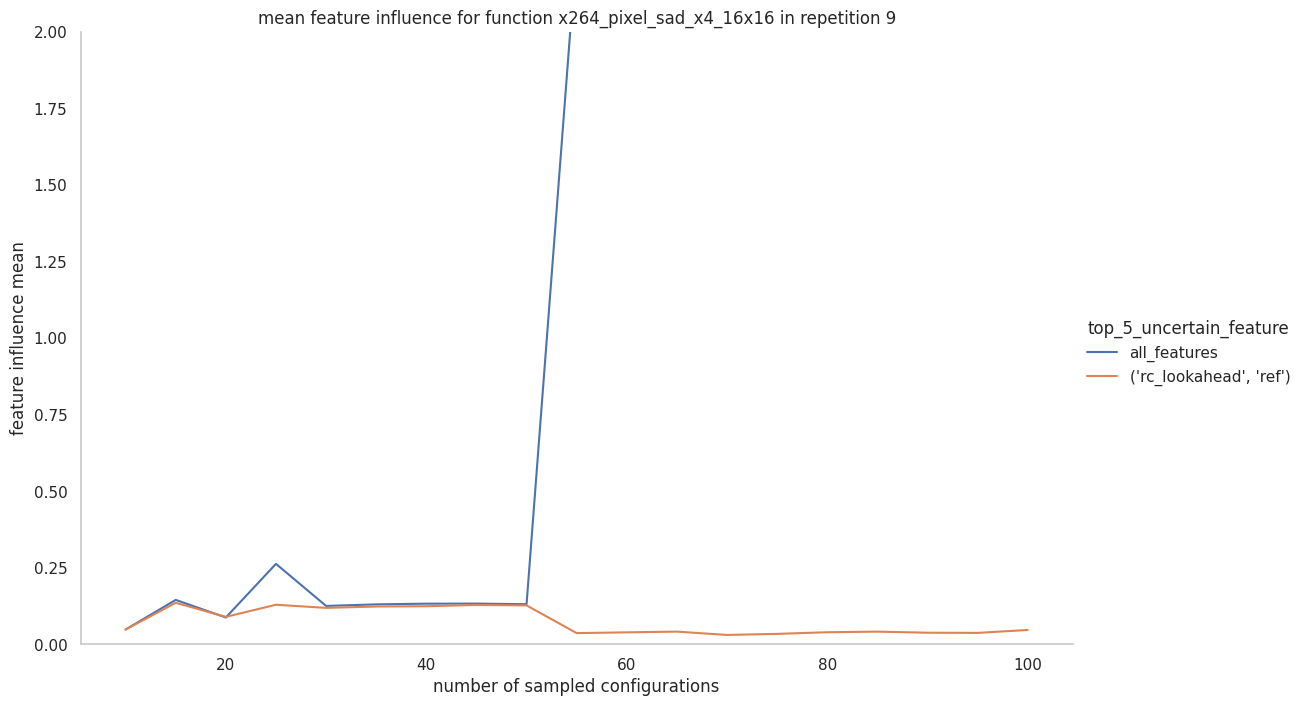 mean feature influence for function x264_pixel_sad_x4_16x16 in repetition 9
2.00
1.75
1.50
1.25
1.00
0.75
0.50
0.25
0.00
feature influence mean
20
40
60
80
100
number of sampled configurations
top_5_uncertain_feature
all_features
('rc_lookahead', 'ref')